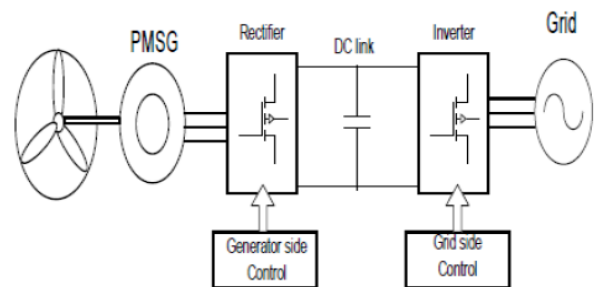 PMSG
Rectifier
DC link
Inverter
Grid
Generator side
Control
Grid side
Control